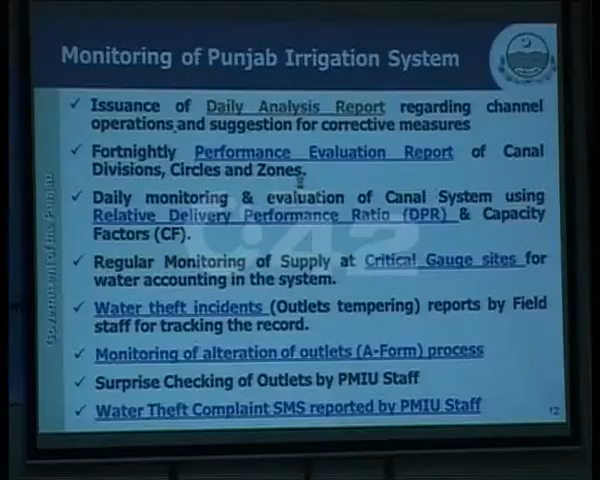 Monitoring of Punjab Irrigation System
✓ Issuance of Daily Analysis Report regarding channel
operations and suggestion for corrective measures
✓ Fortnightly Performance Evaluation Report of Canal
Divisions, Circles and Zones.
✓ Daily monitoring & evaluation of Canal System using
Relative Delivery Performance Ratio (DPR) & Capacity
Factors (CF).
✓ Regular Monitoring of Supply at Critical Gauge sites for
water accounting in the system.
✓ Water theft incidents (Outlets tempering) reports by Field
staff for tracking the record.
✓ Monitoring of alteration of outlets (A-Form) process
✓ Surprise Checking of Outlets by PMIU Staff
✓ Water Theft Complaint SMS reported by PMIU Staff
12
Government of the Punjab
42